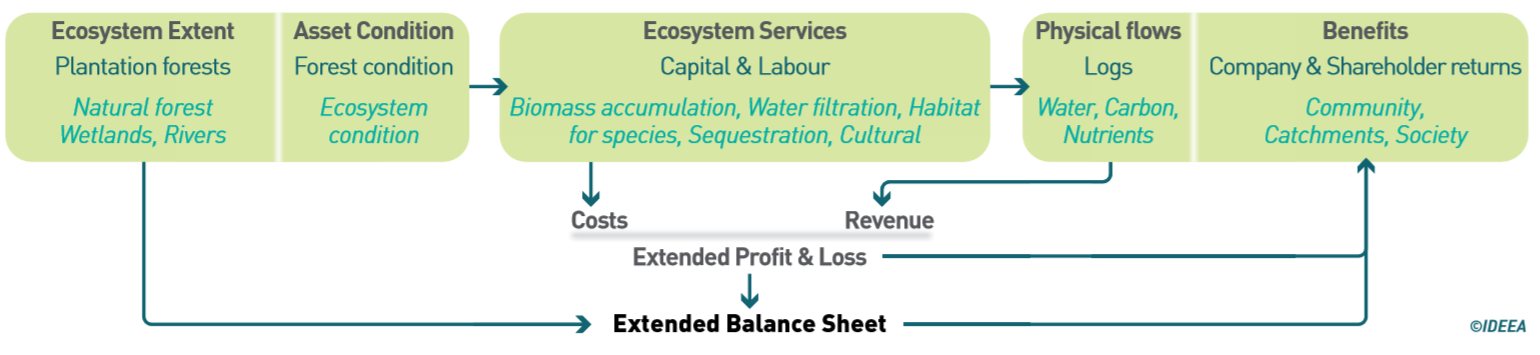 Ecosystem Extent
Plantation forests
Natural forest
Wetlands, Rivers
Asset Condition
Forest condition
Ecosystem
condition
Ecosystem Services
Capital & Labour
Biomass accumulation, Water filtration, Habitat
for species, Sequestration, Cultural
Physical flows
Logs
Water, Carbon,
Nutrients
Benefits
Company & Shareholder returns
Community,
Catchments, Society
Costs
Revenue
Extended Profit & Loss
Extended Balance Sheet
©IDEEA